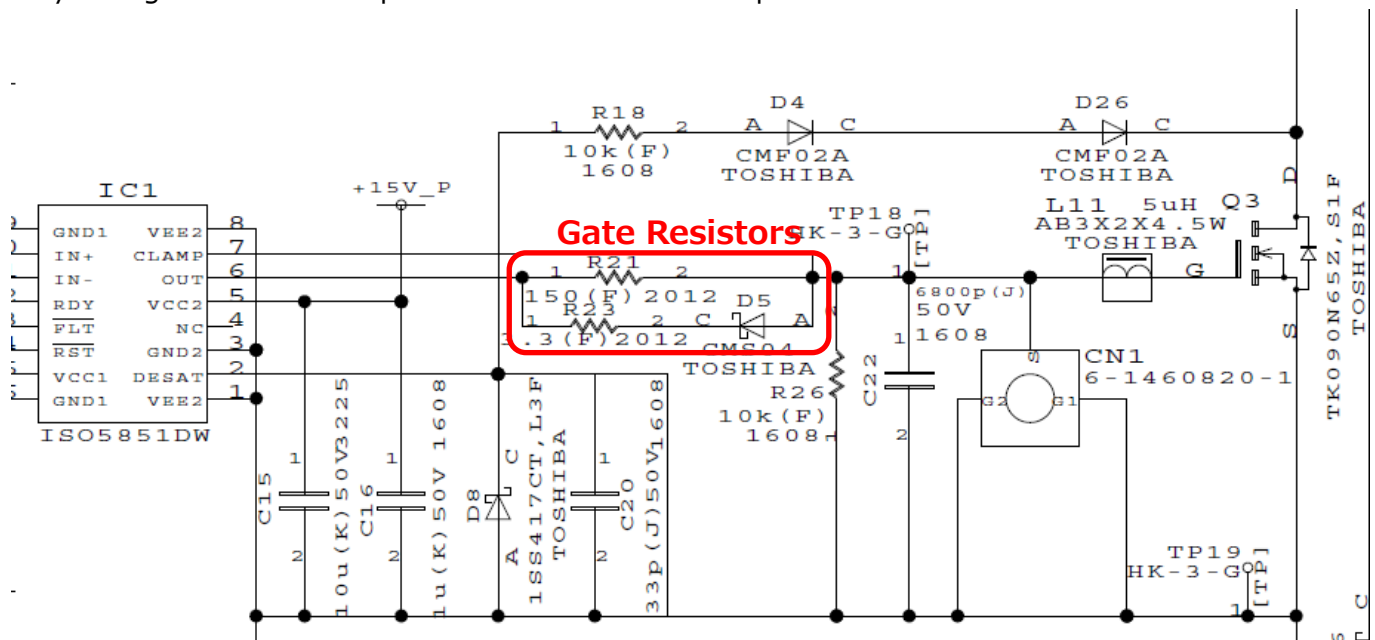 R18
1 2
10k(F)
1608
D4
A C
CMF02A
TOSHIBA
D26
A C
CMF02A
TOSHIBA
IC1
+15V_P
GND1 VEE2 8
IN+ CLAMP 7
IN- OUT 6
RDY VCC2 5
FLT NC 4
RST GND2 3
VCC1 DESAT 2
GND1 VEE2 1
ISO5851DW
Gate Resistors
R21
1 2
150(F) 2012
R23
1 2
.3(F)2012
D5
C A
CMS04
TOSHIBA
TP18
HK-3-G
[TP]
1
L11 5uH
AB3X2X4.5W
TOSHIBA
Q3
D
G
S
TK090N65Z,S1F
TOSHIBA
6800p(J)
50V
1608
C22
1
2
R26
10k(F)
1608
1
CN1
6-1460820-1
S
G2 G1
C15
1
2
10u(K)50V3225
C16
1
2
1u(K)50V 1608
D8
C
A
1SS417CT,L3F
TOSHIBA
C20
1
2
33p(J)50V1608
TP19
HK-3-G
[TP]
1
C